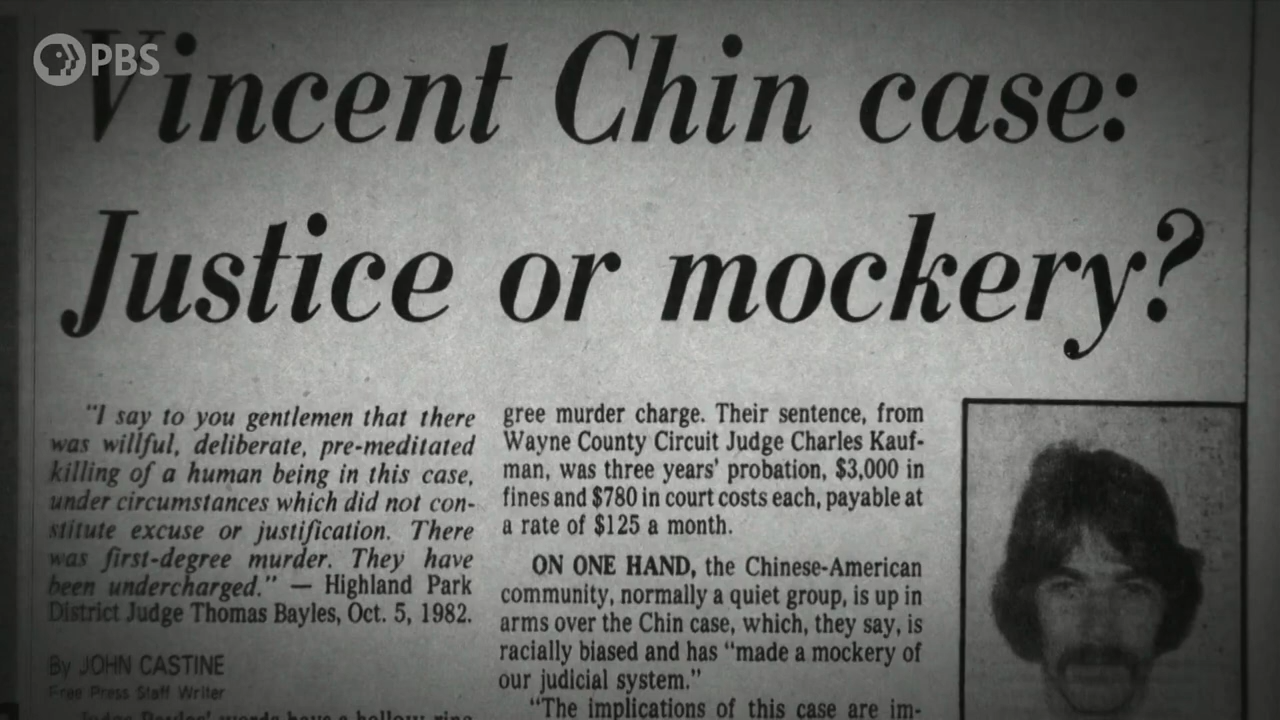 PBS
Vincent Chin case:
Justice or mockery?
"I say to you gentlemen that there
was willful, deliberate, pre-meditated
killing of a human being in this case,
under circumstances which did not con-
stitute excuse or justification. There
was first-degree murder. They have
been undercharged." — Highland Park
District Judge Thomas Bayles, Oct. 5, 1982.
By JOHN CASTINE
Free Press Staff Writer
gree murder charge. Their sentence, from
Wayne County Circuit Judge Charles Kauf-
man, was three years' probation, $3,000 in
fines and $780 in court costs each, payable at
a rate of $125 a month.
ON ONE HAND, the Chinese-American
community, normally a quiet group, is up in
arms over the Chin case, which, they say, is
racially biased and has "made a mockery of
our judicial system."
"The implications of this case are im-